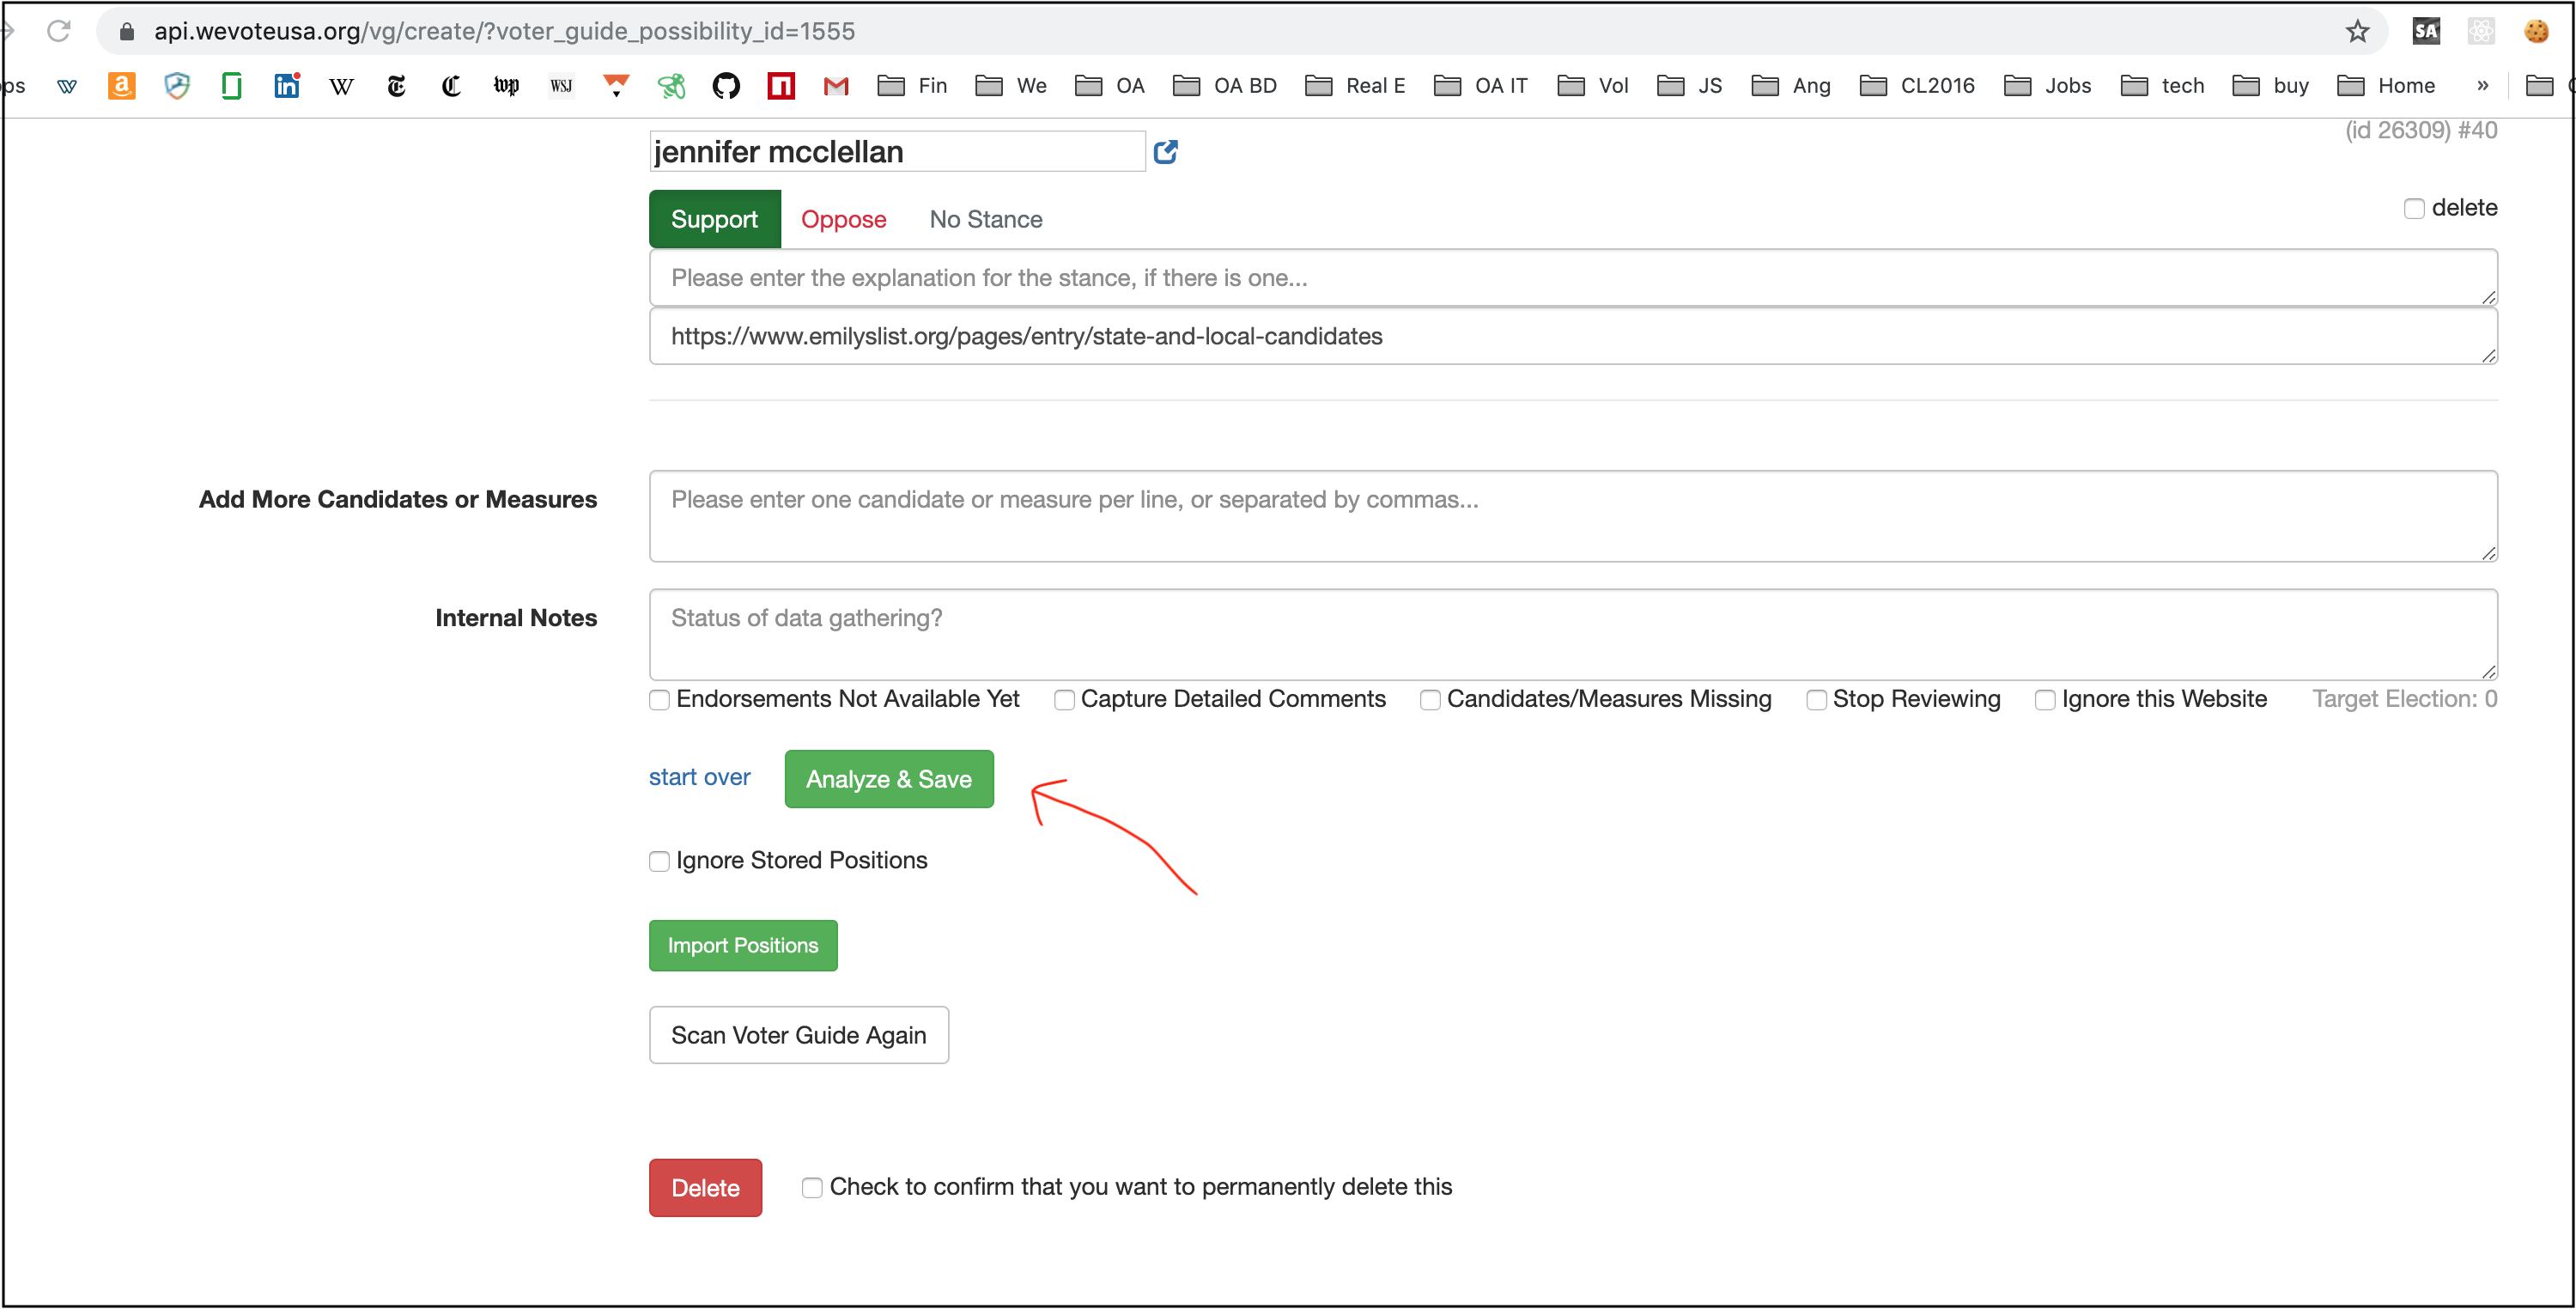 api.wevoteusa.org/vg/create/?voter_guide_possibility_id=1555
SA
W T C wp WSJ Fin We OA OA BD Real E OA IT Vol JS Ang CL2016 Jobs tech buy Home »
(id 26309) #40
jennifer mcclellan
Support Oppose No Stance
delete
Please enter the explanation for the stance, if there is one...
https://www.emilyslist.org/pages/entry/state-and-local-candidates
Add More Candidates or Measures
Please enter one candidate or measure per line, or separated by commas...
Internal Notes
Status of data gathering?
Endorsements Not Available Yet Capture Detailed Comments Candidates/Measures Missing Stop Reviewing Ignore this Website Target Election: 0
start over Analyze & Save
Ignore Stored Positions
Import Positions
Scan Voter Guide Again
Delete Check to confirm that you want to permanently delete this